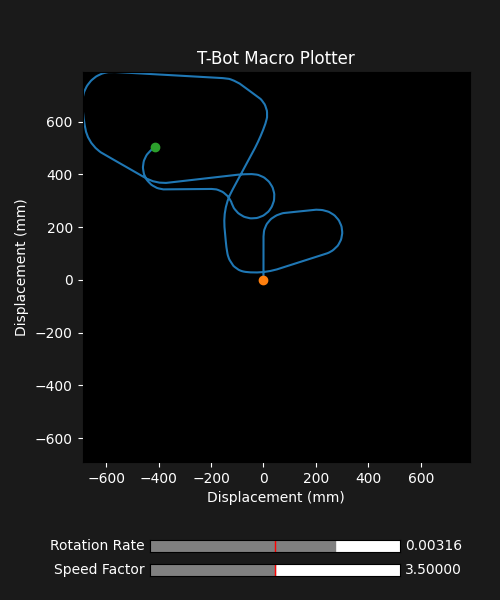 T-Bot Macro Plotter
Displacement (mm)
600
400
200
0
−200
−400
−600
−600 −400 −200 0 200 400 600
Displacement (mm)
Rotation Rate 0.00316
Speed Factor 3.50000